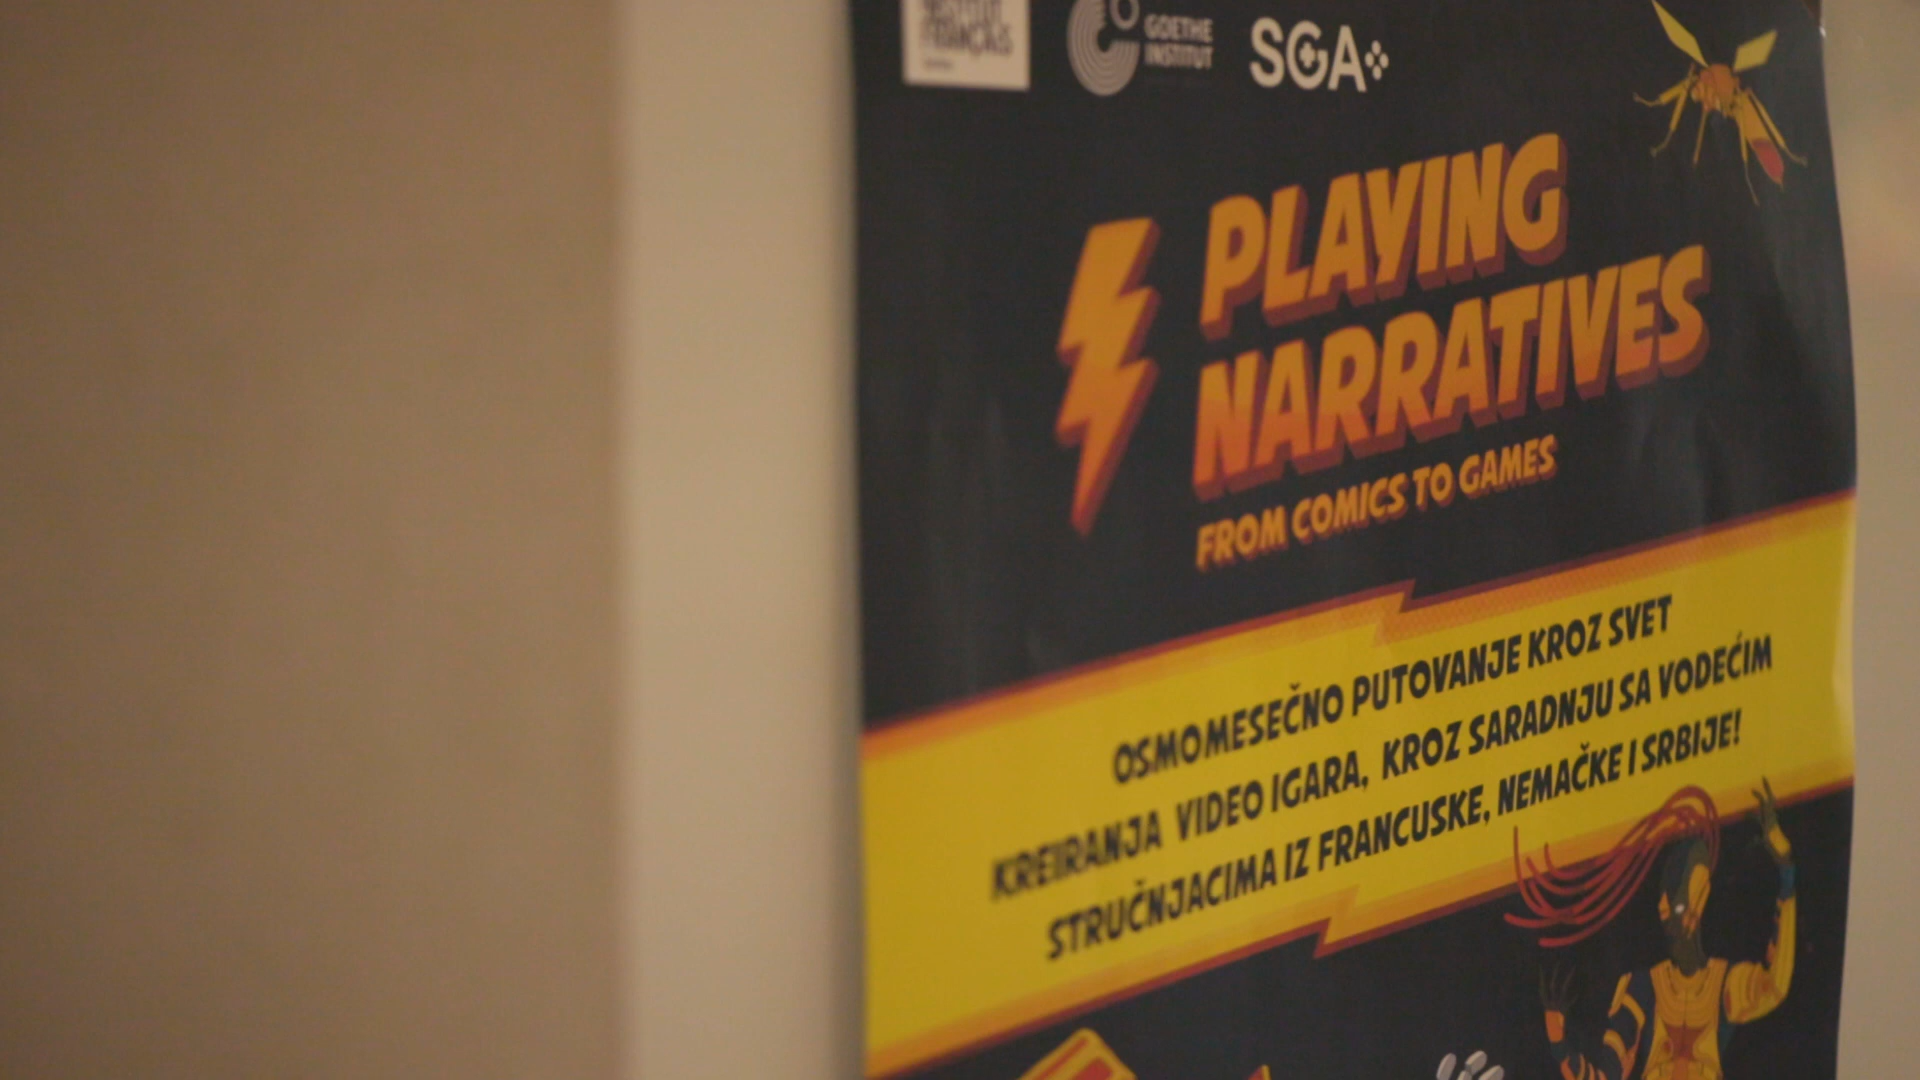 FRANÇAIS
GOETHE
INSTITUT
SGA
PLAYING
NARRATIVES
FROM COMICS TO GAMES
OSMOMESEČNO PUTOVANJE KROZ SVET
KREIRANJA VIDEO IGARA, KROZ SARADNJU SA VODEĆIM
STRUČNJACIMA IZ FRANCUSKE, NEMAČKE I SRBIJE!